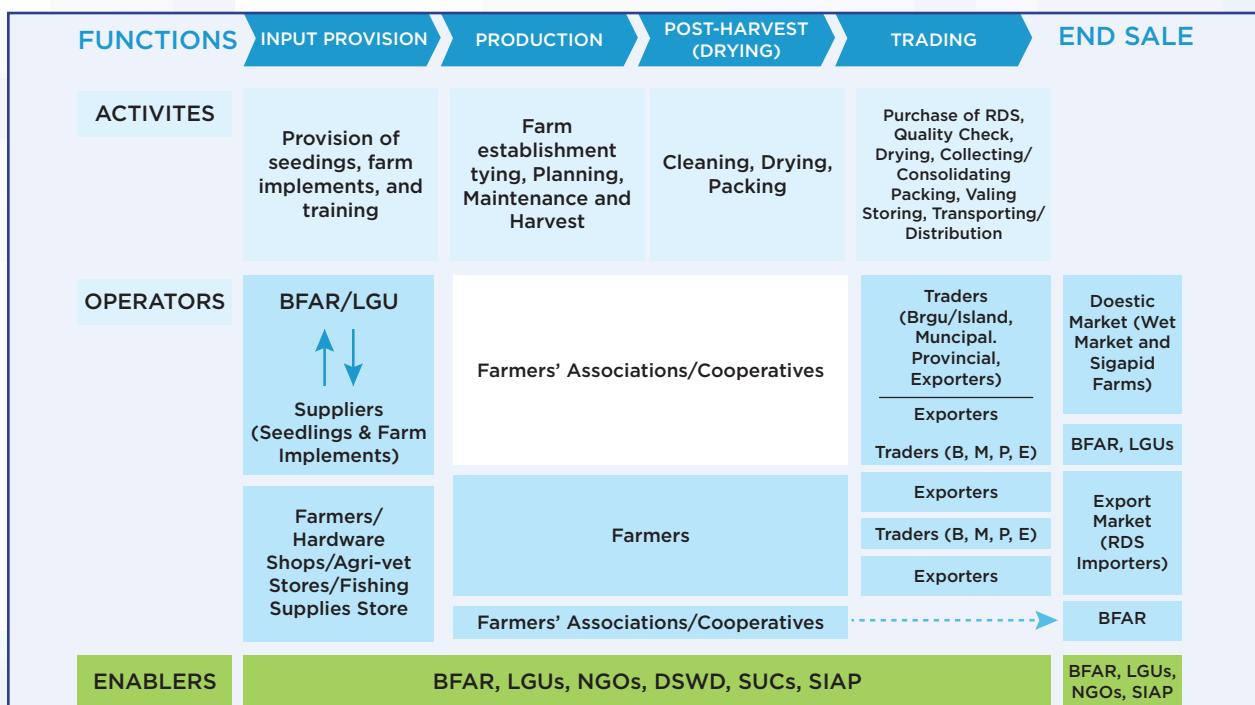 FUNCTIONS
INPUT PROVISION
PRODUCTION
POST-HARVEST
(DRYING)
TRADING
END SALE
ACTIVITES
Provision of
seedings, farm
implements, and
training
Farm
establishment
tying, Planning,
Maintenance and
Harvest
Cleaning, Drying,
Packing
Purchase of RDS,
Quality Check,
Drying, Collecting/
Consolidating
Packing, Valing
Storing, Transporting/
Distribution
OPERATORS
BFAR/LGU
Suppliers
(Seedlings & Farm
Implements)
Farmers/
Hardware
Shops/Agri-vet
Stores/Fishing
Supplies Store
Farmers' Associations/Cooperatives
Farmers
Farmers' Associations/Cooperatives
Traders
(Brgu/Island,
Muncipal.
Provincial,
Exporters)
Exporters
Traders (B, M, P, E)
Exporters
Traders (B, M, P, E)
Exporters
Doestic
Market (Wet
Market and
Sigapid
Farms)
BFAR, LGUs
Export
Market
(RDS
Importers)
BFAR
ENABLERS
BFAR, LGUs, NGOs, DSWD, SUCs, SIAP
BFAR, LGUs,
NGOs, SIAP